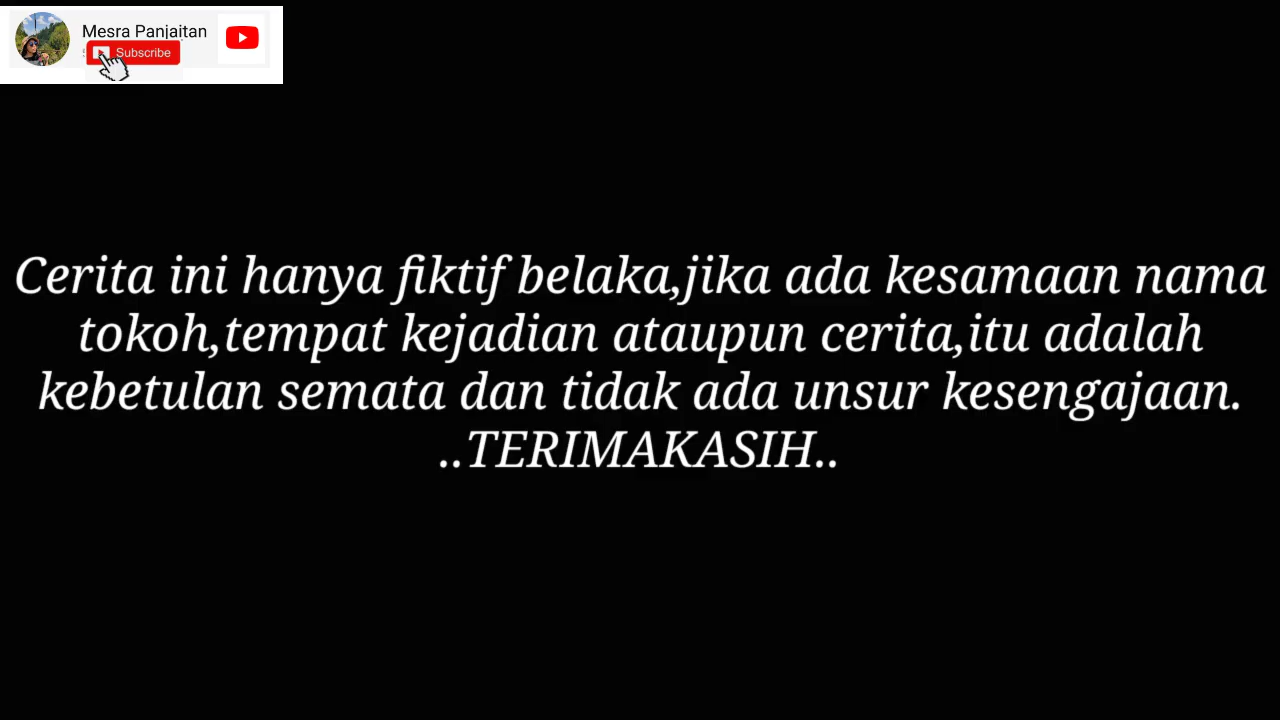 Mesra Panjaitan
Subscribe
Cerita ini hanya fiktif belaka,jika ada kesamaan nama
tokoh,tempat kejadian ataupun cerita,itu adalah
kebetulan semata dan tidak ada unsur kesengajaan.
..TERIMAKASIH..